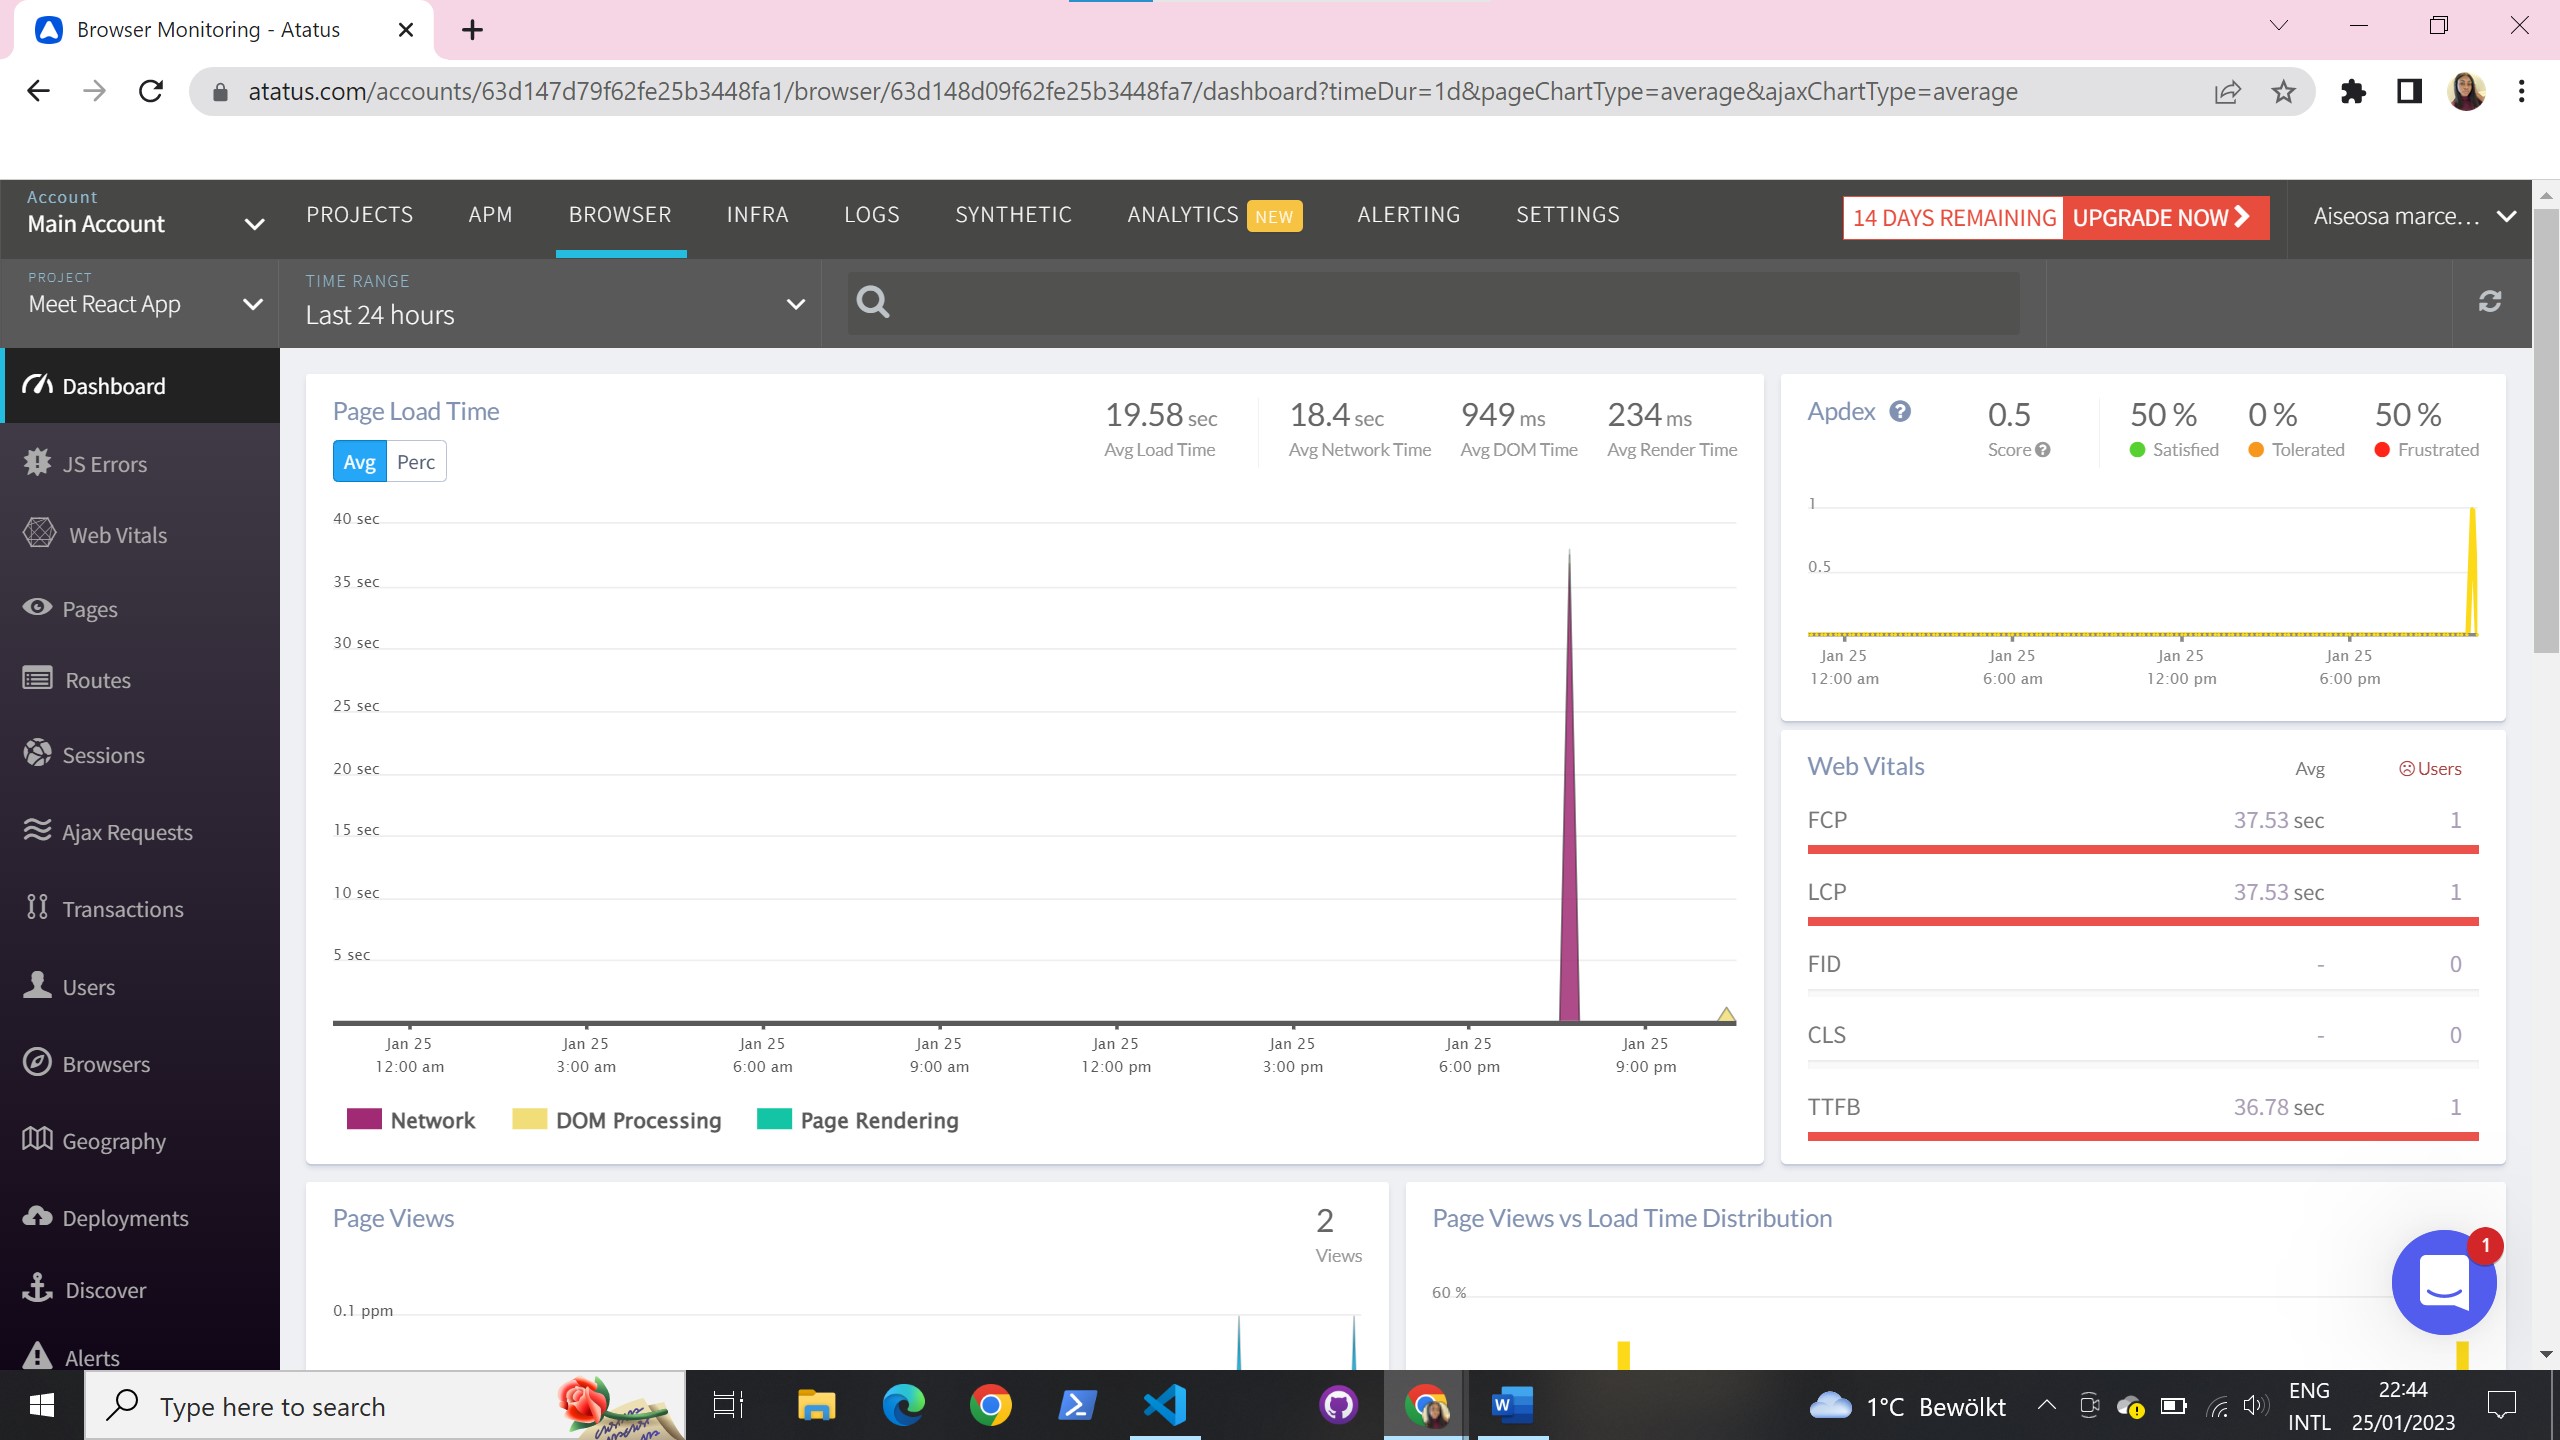 Browser Monitoring - Atatus
atatus.com/accounts/63d147d79f62fe25b3448fa1/browser/63d148d09f62fe25b3448fa7/dashboard?timeDur=1d&pageChartType=average&ajaxChartType=average
Account
Main Account
PROJECTS
APM
BROWSER
INFRA
LOGS
SYNTHETIC
ANALYTICS NEW
ALERTING
SETTINGS
14 DAYS REMAINING UPGRADE NOW
Aiseosa marce...
PROJECT
Meet React App
TIME RANGE
Last 24 hours
Dashboard
JS Errors
Web Vitals
Pages
Routes
Sessions
Ajax Requests
Transactions
Users
Browsers
Geography
Deployments
Discover
Alerts
Page Load Time
Avg Perc
19.58 sec
Avg Load Time
18.4 sec
Avg Network Time
949 ms
Avg DOM Time
234 ms
Avg Render Time
40 sec
35 sec
30 sec
25 sec
20 sec
15 sec
10 sec
5 sec
Jan 25 12:00 am
Jan 25 3:00 am
Jan 25 6:00 am
Jan 25 9:00 am
Jan 25 12:00 pm
Jan 25 3:00 pm
Jan 25 6:00 pm
Jan 25 9:00 pm
Network DOM Processing Page Rendering
Apdex ?
0.5
Score ?
50 %
Satisfied
0 %
Tolerated
50 %
Frustrated
1
0.5
Jan 25 12:00 am
Jan 25 6:00 am
Jan 25 12:00 pm
Jan 25 6:00 pm
Web Vitals Avg Users
FCP 37.53 sec 1
LCP 37.53 sec 1
FID - 0
CLS - 0
TTFB 36.78 sec 1
Page Views
2
Views
0.1 ppm
Page Views vs Load Time Distribution
60 %
1
Type here to search
W
1°C Bewölkt
ENG
INTL
22:44
25/01/2023